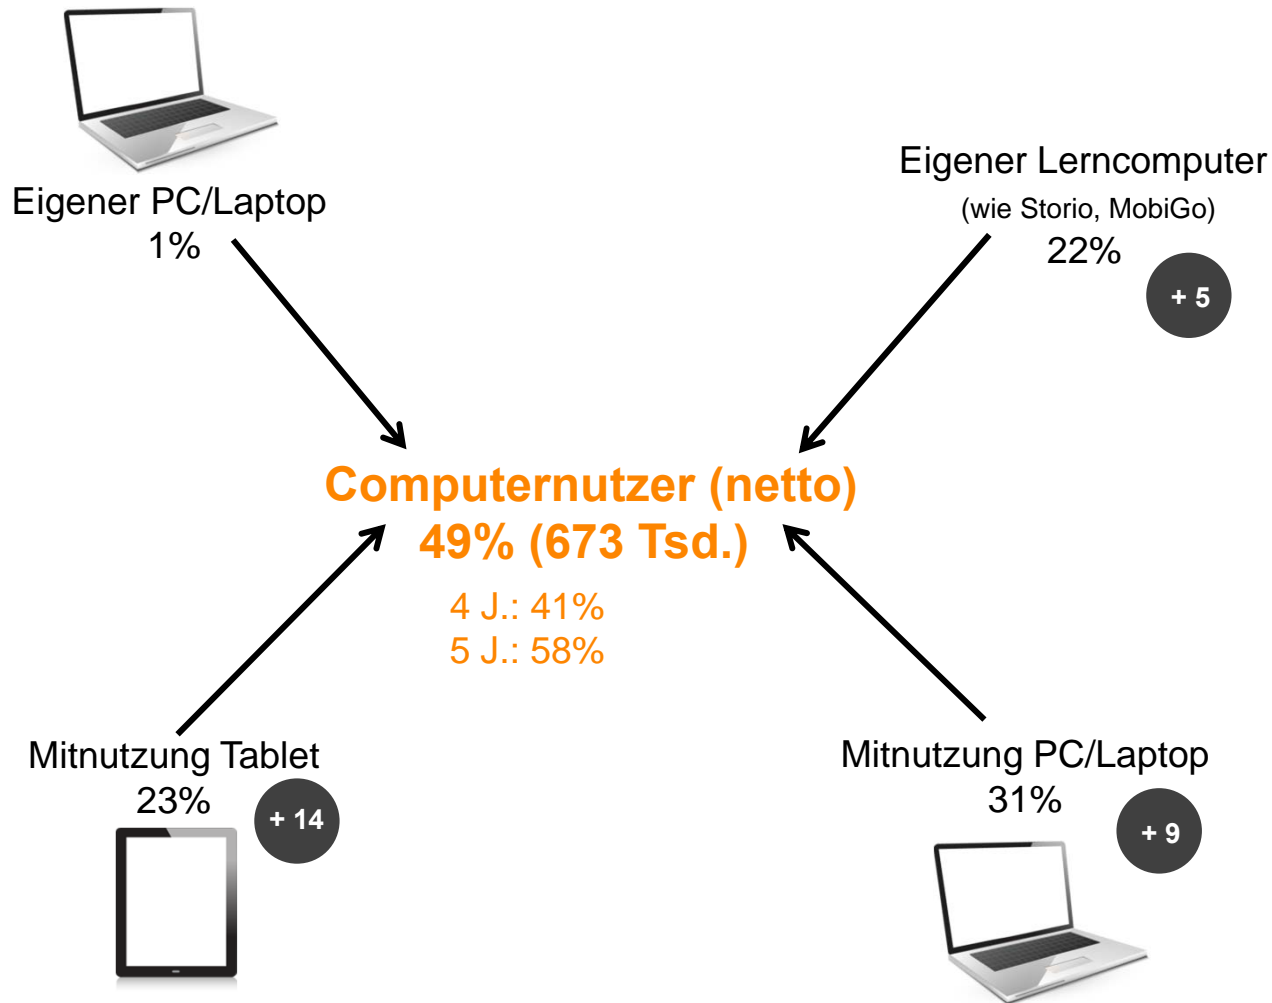 Eigener PC/Laptop
1%
Eigener Lerncomputer
(wie Storio, MobiGo)
22%
+ 5
Computernutzer (netto)
49% (673 Tsd.)
4 J.: 41%
5 J.: 58%
Mitnutzung Tablet
23%
+ 14
Mitnutzung PC/Laptop
31%
+ 9